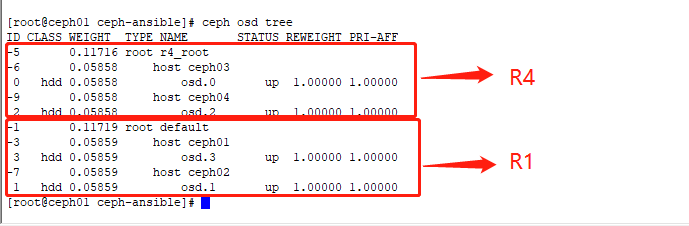 [root@ceph01 ceph-ansible]# ceph osd tree
ID CLASS WEIGHT  TYPE NAME       STATUS REWEIGHT PRI-AFF
-5       0.11716 root r4_root
-6       0.05858     host ceph03
 0   hdd 0.05858         osd.0       up  1.00000 1.00000
-9       0.05858     host ceph04
 2   hdd 0.05858         osd.2       up  1.00000 1.00000
R4
-1       0.11719 root default
-3       0.05859     host ceph01
 3   hdd 0.05859         osd.3       up  1.00000 1.00000
-7       0.05859     host ceph02
 1   hdd 0.05859         osd.1       up  1.00000 1.00000
R1
[root@ceph01 ceph-ansible]#